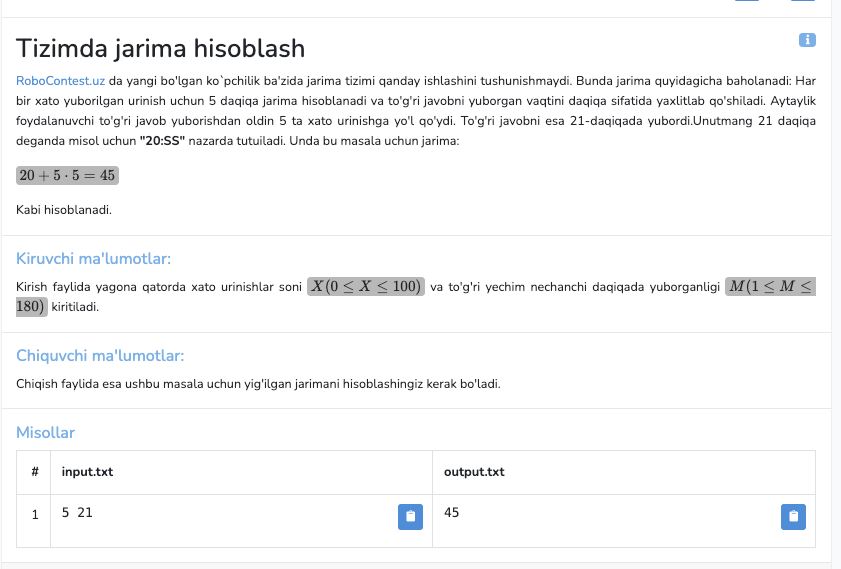 Tizimda jarima hisoblash
RoboContest.uz da yangi bo'lgan ko`pchilik ba'zida jarima tizimi qanday ishlashini tushunishmaydi. Bunda jarima quyidagicha baholanadi: Har
bir xato yuborilgan urinish uchun 5 daqiqa jarima hisoblanadi va to'g'ri javobni yuborgan vaqtini daqiqa sifatida yaxlitlab qo'shiladi. Aytaylik
foydalanuvchi to'g'ri javob yuborishdan oldin 5 ta xato urinishga yo'l qo'ydi. To'g'ri javobni esa 21-daqiqada yubordi.Unutmang 21 daqiqa
deganda misol uchun "20:SS" nazarda tutuiladi. Unda bu masala uchun jarima:
20 + 5 · 5 = 45
Kabi hisoblanadi.
Kiruvchi ma'lumotlar:
Kirish faylida yagona qatorda xato urinishlar soni X(0 ≤ X ≤ 100) va to'g'ri yechim nechanchi daqiqada yuborganligi M(1 ≤ M ≤
180) kiritiladi.
Chiquvchi ma'lumotlar:
Chiqish faylida esa ushbu masala uchun yig'ilgan jarimani hisoblashingiz kerak bo'ladi.
Misollar
# input.txt output.txt
1 5 21 45